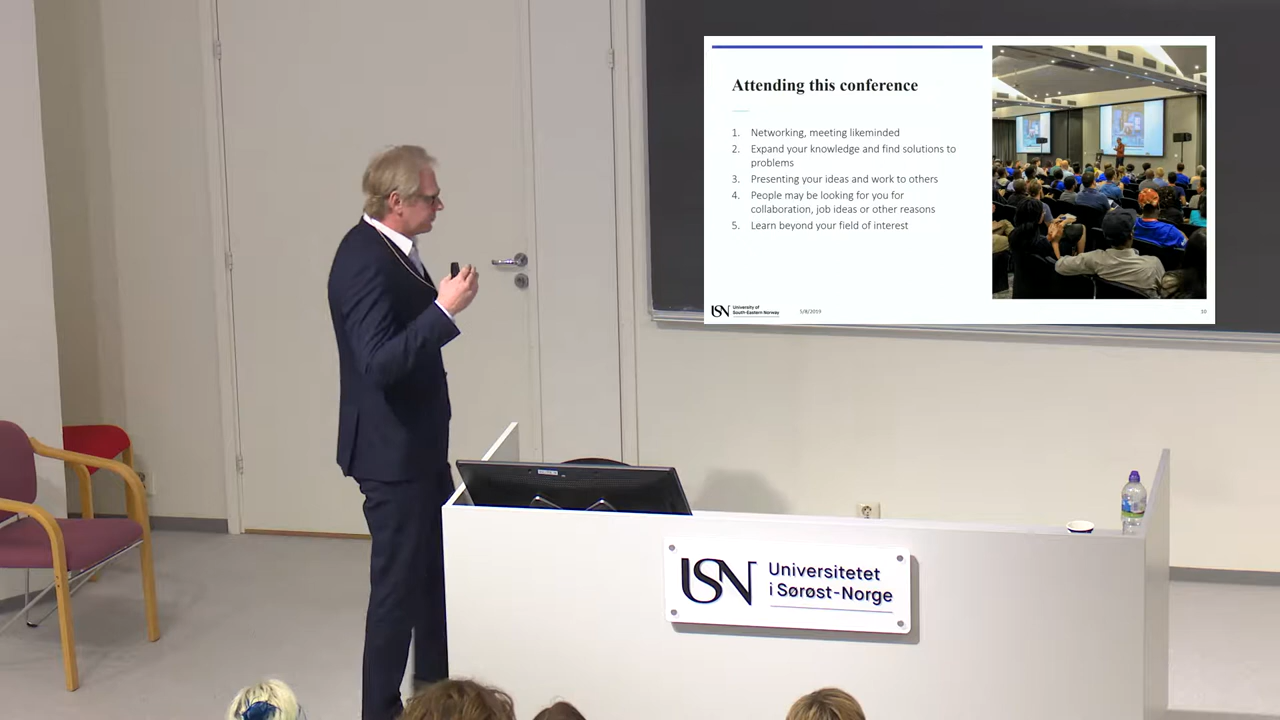 Attending this conference
1. Networking, meeting likeminded
2. Expand your knowledge and find solutions to
problems
3. Presenting your ideas and work to others
4. People may be looking for you for
collaboration, job ideas or other reasons
5. Learn beyond your field of interest
USN University of
South-Eastern Norway
5/8/2019
10
USN Universitetet
i Sørøst-Norge